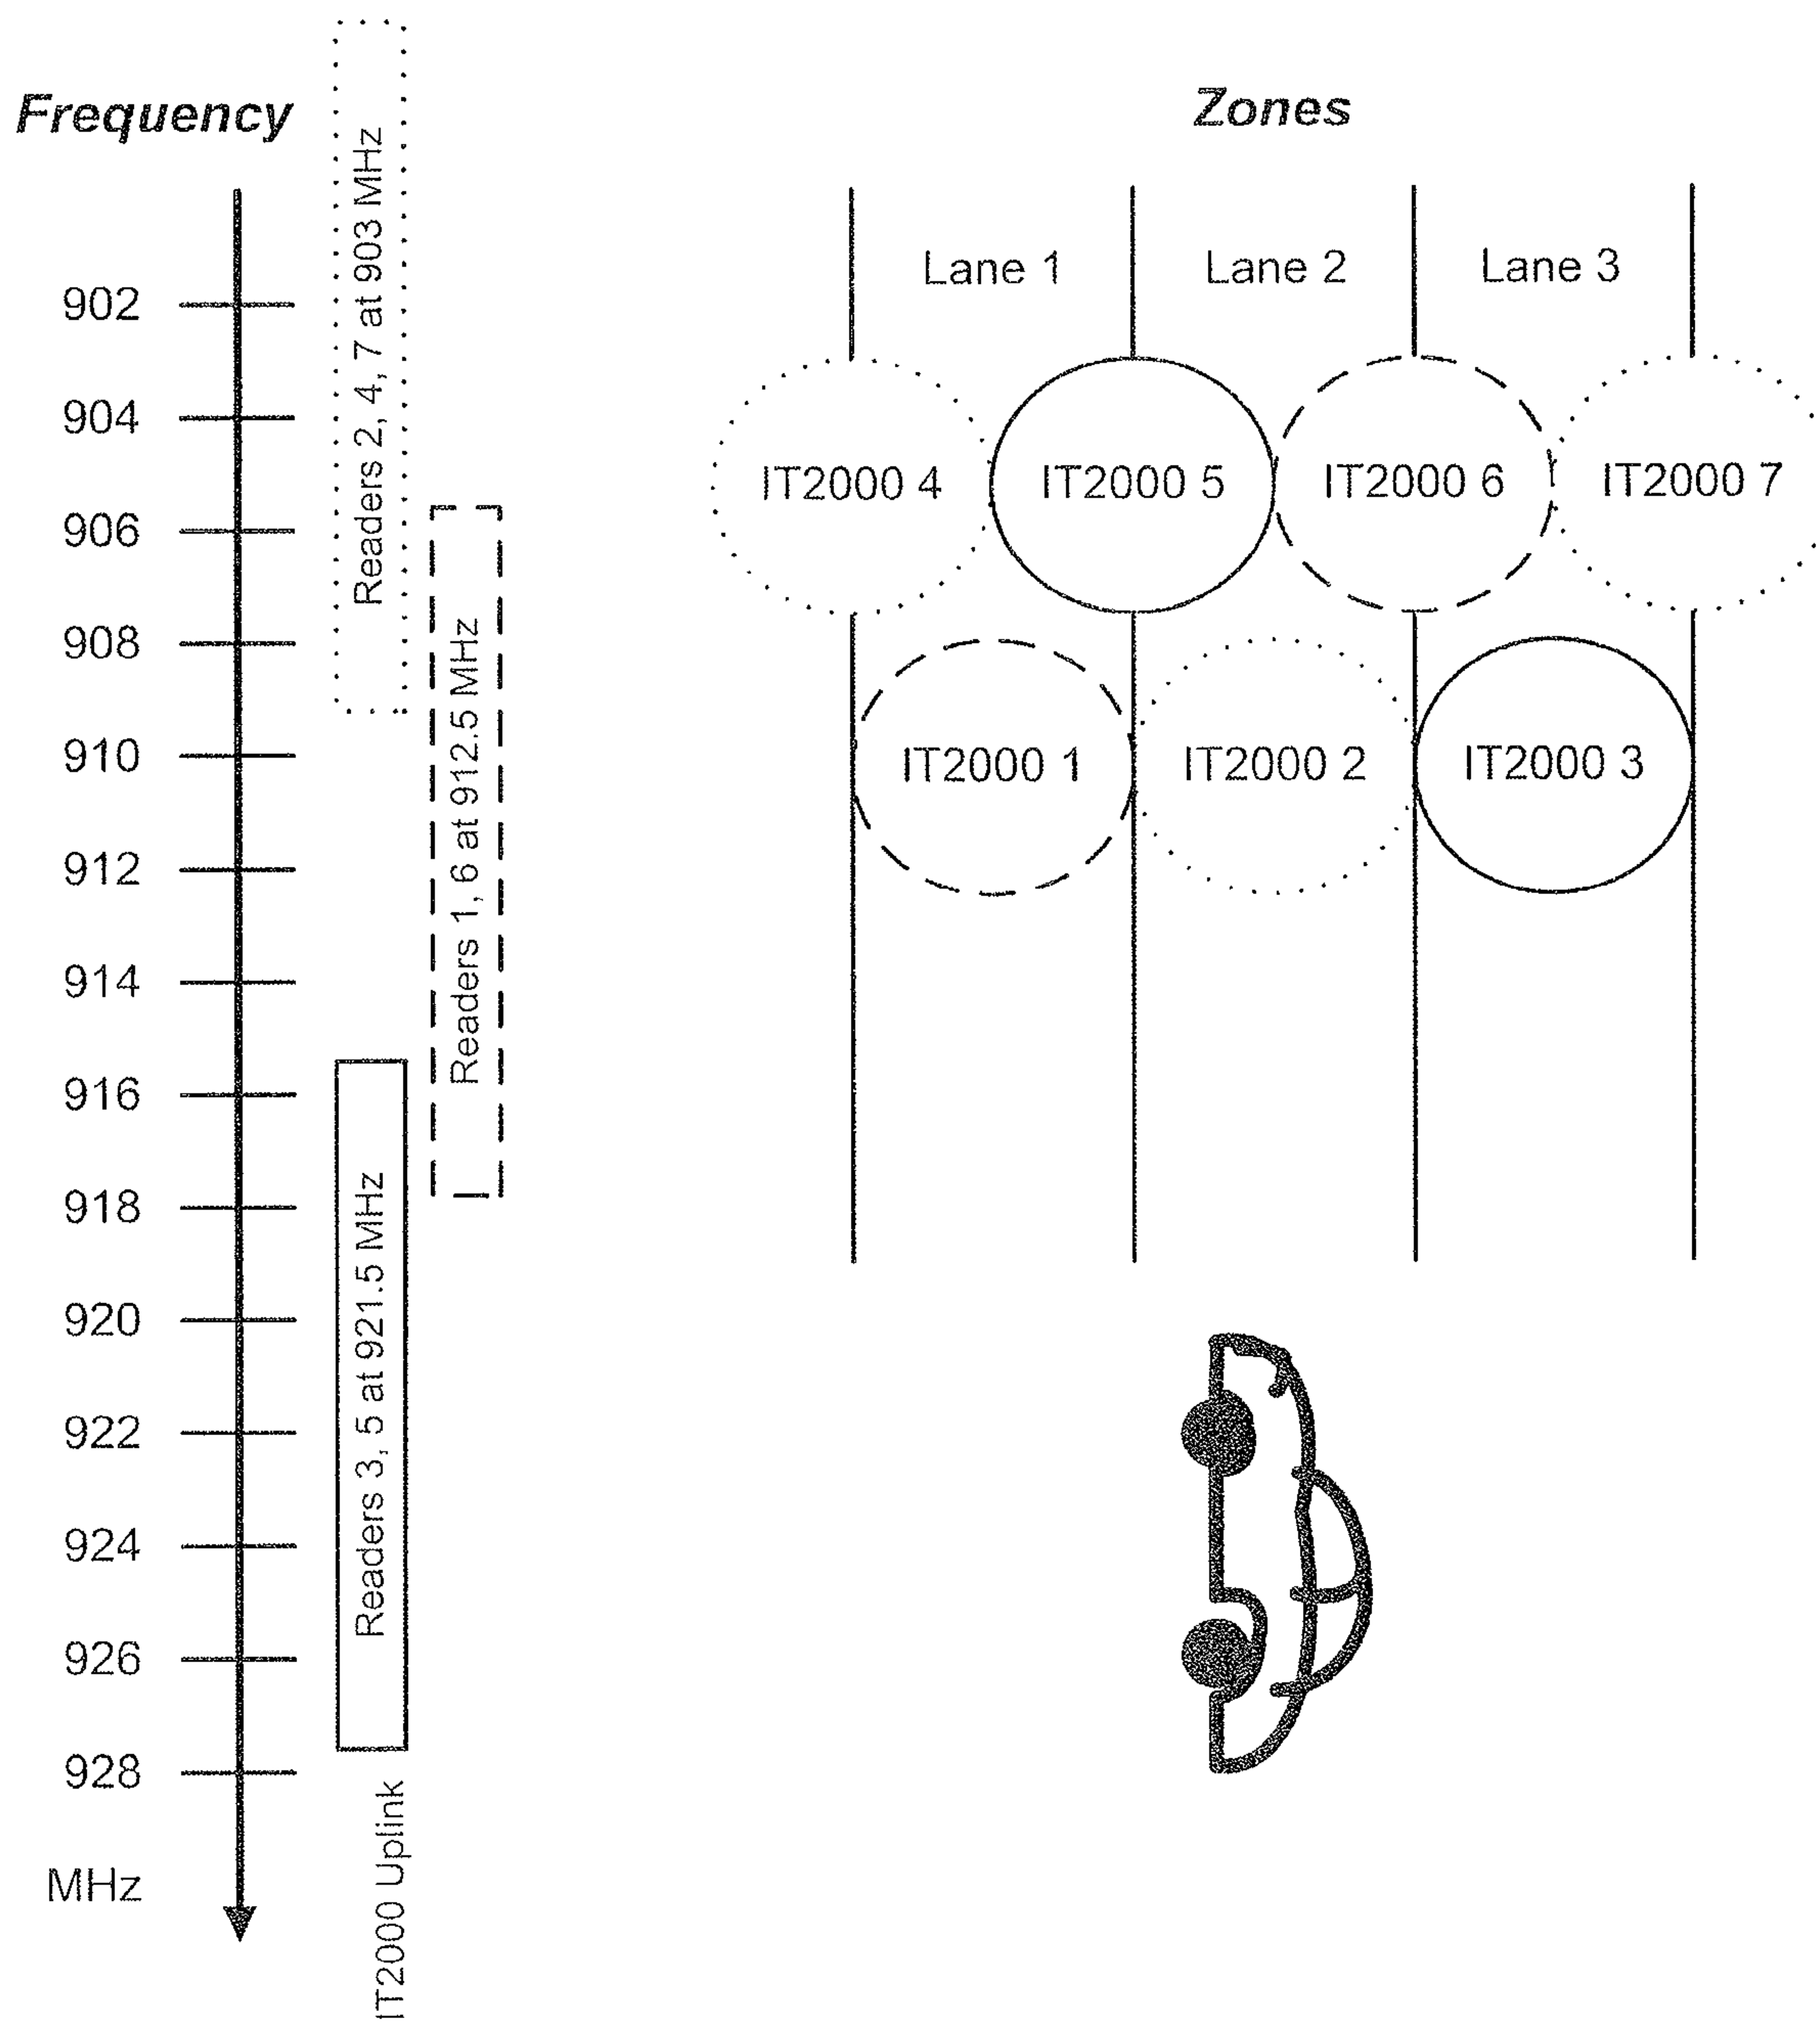 Frequency
Zones
Readers 2, 4, 7 at 903 MHz
Lane 1
Lane 2
Lane 3
902
904
906
908
910
912
914
916
918
920
922
924
926
928
MHz
IT2000 4
IT2000 5
IT2000 6
IT2000 7
Readers 1, 6 at 912.5 MHz
IT2000 1
IT2000 2
IT2000 3
Readers 3, 5 at 921.5 MHz
IT2000 Uplink